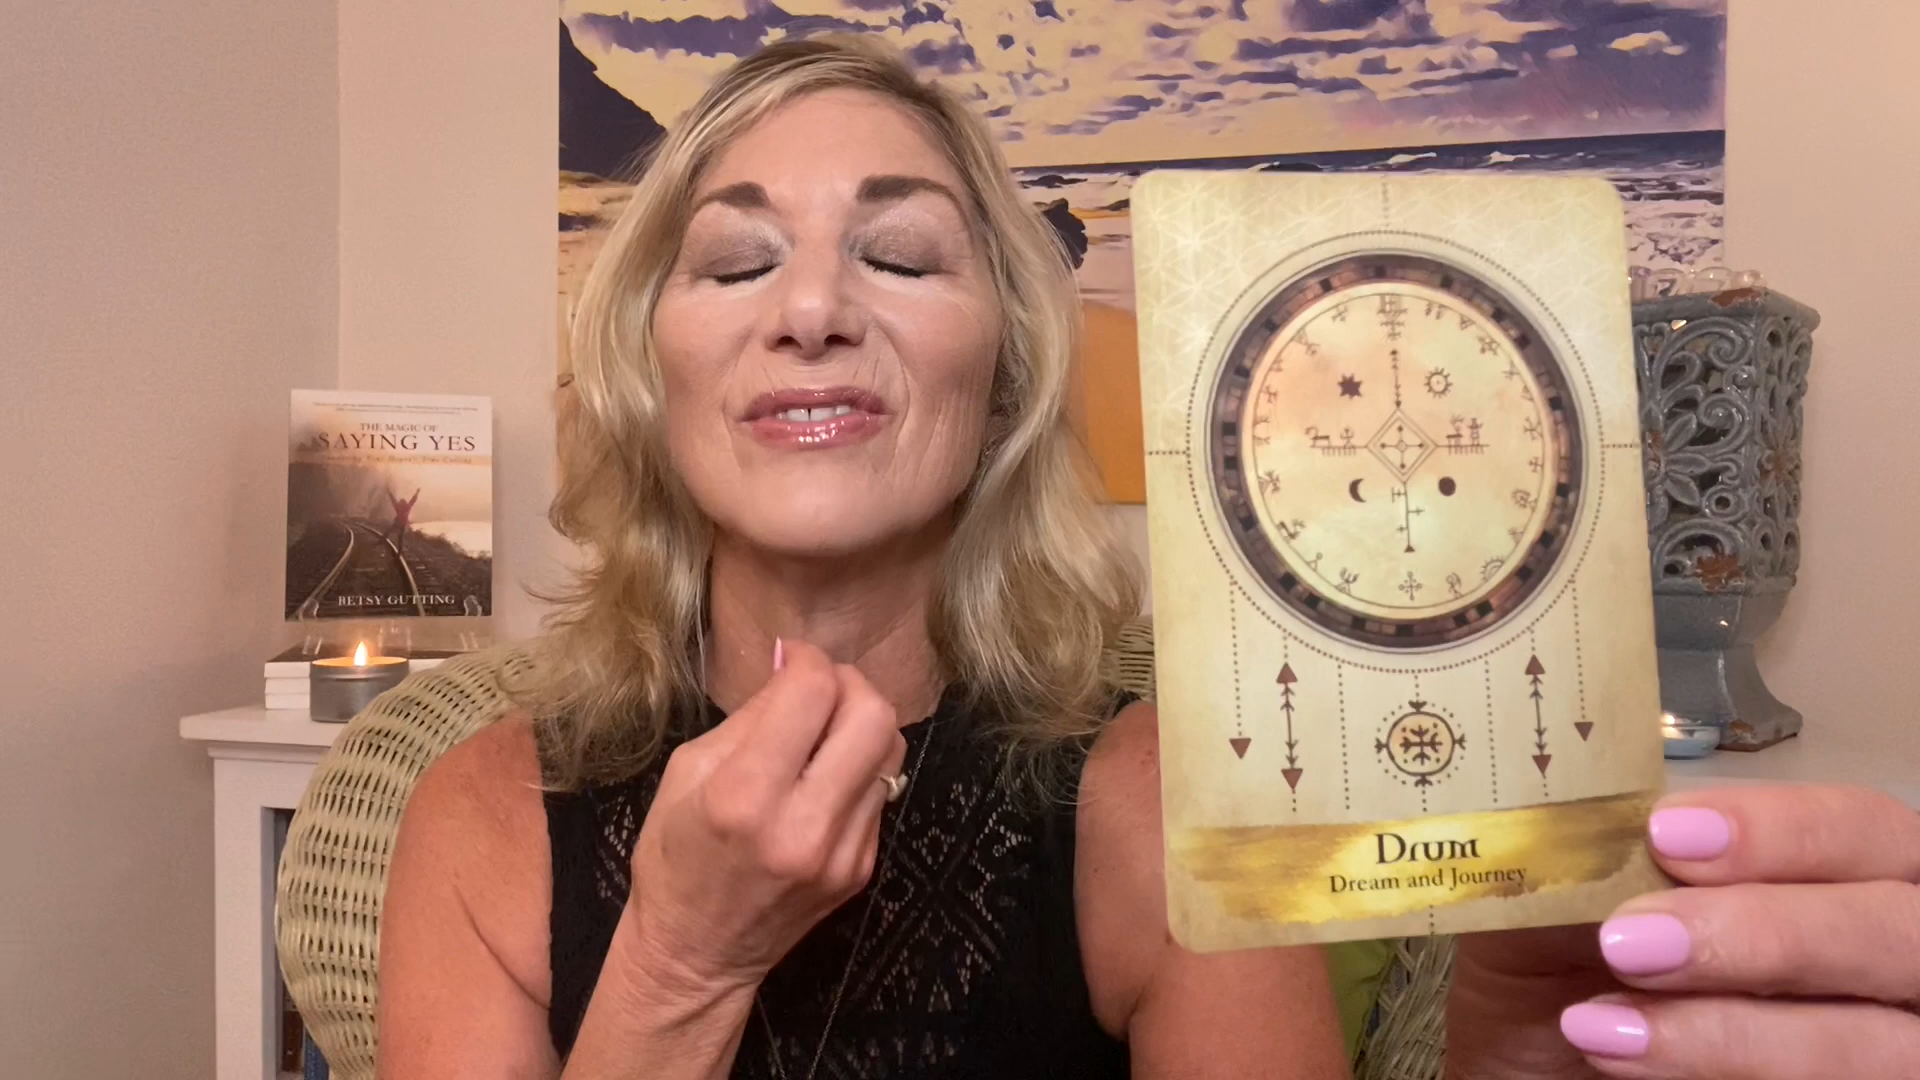 THE MAGIC OF
SAYING YES
BETSY GUTTING
Drum
Dream and Journey